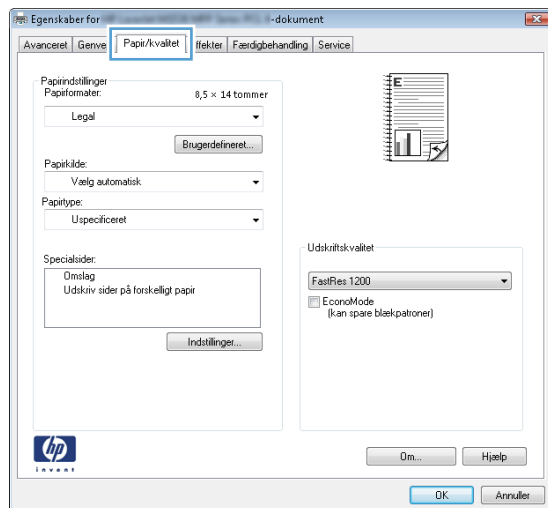 Egenskaber for -dokument
Avanceret Genve Papir/kvalitet ffekter Færdigbehandling Service
Papirindstillinger
Papirformater: 8,5 × 14 tommer
Legal
Brugerdefineret...
Papirkilde:
Vælg automatisk
Papirtype:
Uspecificeret
Specialsider:
Omslag
Udskriv sider på forskelligt papir
Indstillinger...
E
Udskriftskvalitet
FastRes 1200
EconoMode
(kan spare blækpatroner)
hp
invent
Om... Hjælp
OK Annuller